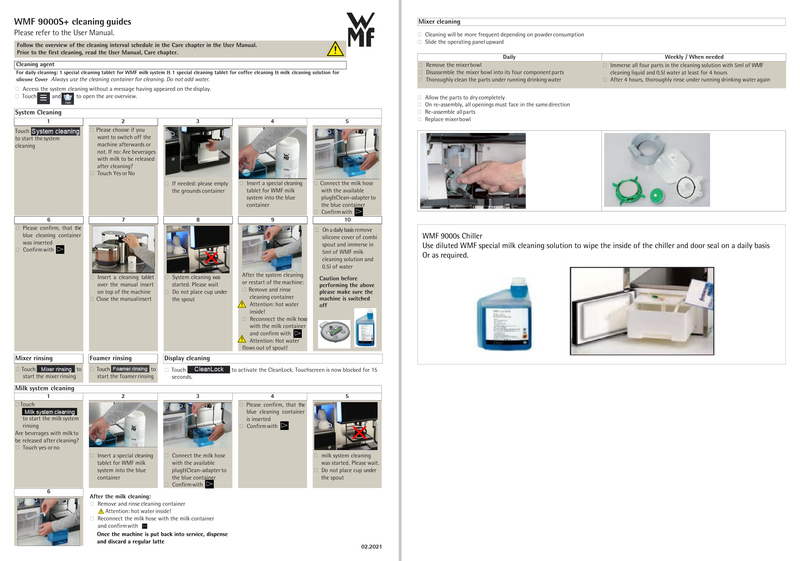 WMF 9000S+ cleaning guides
Please refer to the User Manual.
WMF
Follow the overview of the cleaning interval schedule in the Care chapter in the User Manual.
Prior to the first cleaning, read the User Manual, Care chapter.
Cleaning agent
For daily cleaning: 1 special cleaning tablet for WMF milk system & 1 special cleaning tablet for coffee cleaning & milk cleaning solution for
silicone Cover Always use the cleaning container for cleaning. Do not add water.
Access the system cleaning without a message having appeared on the display.
Touch and to open the are overview.
System Cleaning
1
2
3
4
5
Touch System cleaning
to start the system
cleaning
Please choose if you
want to switch off the
machine afterwards or
not. If no: Are beverages
with milk to be released
after cleaning?
Touch Yes or No
If needed: please empty
the grounds container
Insert a special cleaning
tablet for WMF milk
system into the blue
container
Connect the milk hose
with the available
plug&Clean-adapter to
the blue container
Confirm with
6
7
8
9
10
Please confirm, that the
blue cleaning container
was inserted
Confirm with
Insert a cleaning tablet
over the manual insert
on top of the machine
Close the manual insert
System cleaning was
started. Please wait
Do not place cup under
the spout
After the system cleaning
or restart of the machine:
Remove and rinse
cleaning container
Attention: hot water
inside!
Reconnect the milk hose
with the milk container
and confirm with
Attention: Hot water
flows out of spout!
On a daily basis remove
silicone cover of combi
spout and immerse in
5ml of WMF milk
cleaning solution and
0.5l of water
Caution before
performing the above
please make sure the
machine is switched
off
Mixer rinsing
Foamer rinsing
Display cleaning
Touch Mixer rinsing to
start the mixer rinsing
Touch Foamer rinsing to
start the foamer rinsing
Touch CleanLock to activate the CleanLock. Touchscreen is now blocked for 15
seconds.
Milk system cleaning
1
2
3
4
5
Touch
Milk system cleaning
to start the milk system
rinsing
Are beverages with milk to
be released after cleaning?
Touch yes or no
Insert a special cleaning
tablet for WMF milk
system into the blue
container
Connect the milk hose
with the available
plug&Clean-adapter to
the blue container
Confirm with
Please confirm, that the
blue cleaning container
is inserted
Confirm with
milk system cleaning
was started. Please wait.
Do not place cup under
the spout
6
After the milk cleaning:
Remove and rinse cleaning container
Attention: hot water inside!
Reconnect the milk hose with the milk container
and confirm with
Once the machine is put back into service, dispense
and discard a regular latte
02.2021
Mixer cleaning
Cleaning will be more frequent depending on powder consumption
Slide the operating panel upward
Daily
Weekly / When needed
Remove the mixer bowl
Disassemble the mixer bowl into its four component parts
Thoroughly clean the parts under running drinking water
Immerse all four parts in the cleaning solution with 5ml of WMF
cleaning liquid and 0.5l water at least for 4 hours
After 4 hours, thoroughly rinse under running drinking water again
Allow the parts to dry completely
On re-assembly, all openings must face in the same direction
Re-assemble all parts
Replace mixer bowl
WMF 9000s Chiller
Use diluted WMF special milk cleaning solution to wipe the inside of the chiller and door seal on a daily basis
Or as required.